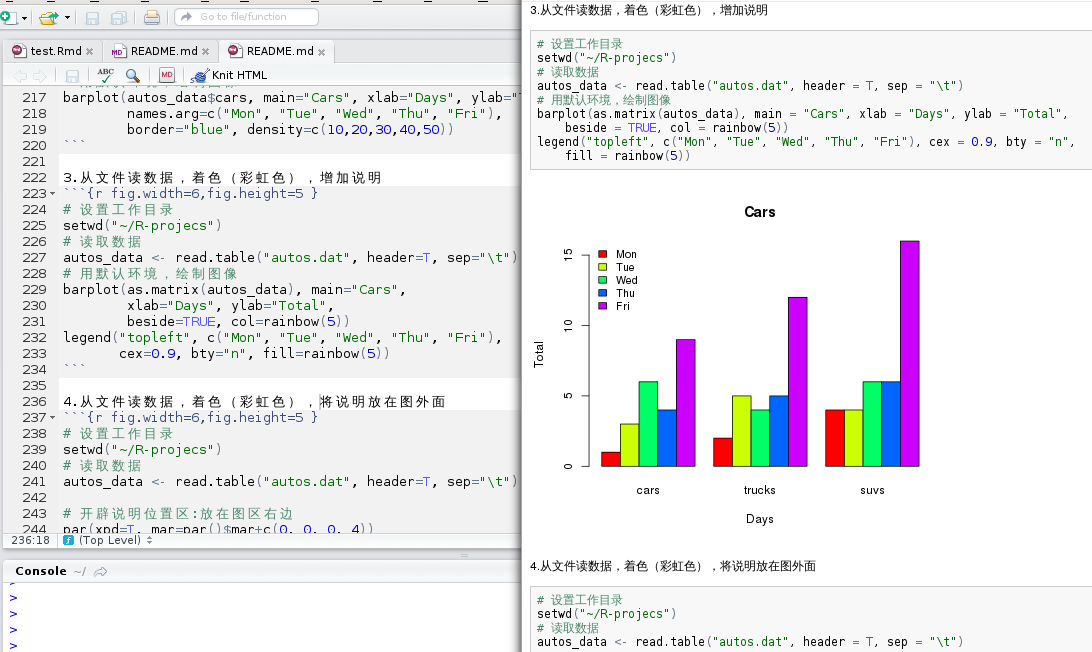 Go to file/function
test.Rmd
README.md
README.md
ABC
MD
Knit HTML
217 barplot(autos_data$cars, main="Cars", xlab="Days", ylab="
218 names.arg=c("Mon", "Tue", "Wed", "Thu", "Fri"),
219 border="blue", density=c(10,20,30,40,50))
220 ```
221
222 3.从文件读数据，着色（彩虹色），增加说明
223 ```{r fig.width=6,fig.height=5 }
224 # 设置工作目录
225 setwd("~/R-projecs")
226 # 读取数据
227 autos_data <- read.table("autos.dat", header=T, sep="\t")
228 # 用默认环境，绘制图像
229 barplot(as.matrix(autos_data), main="Cars",
230 xlab="Days", ylab="Total",
231 beside=TRUE, col=rainbow(5))
232 legend("topleft", c("Mon", "Tue", "Wed", "Thu", "Fri"),
233 cex=0.9, bty="n", fill=rainbow(5))
234 ```
235
236 4.从文件读数据，着色（彩虹色），将说明放在图外面
237 ```{r fig.width=6,fig.height=5 }
238 # 设置工作目录
239 setwd("~/R-projecs")
240 # 读取数据
241 autos_data <- read.table("autos.dat", header=T, sep="\t")
242
243 # 开辟说明位置区:放在图区右边
244 par(xpd=T, mar=par()$mar+c(0, 0, 0, 4))
236:18 (Top Level)
Console ~/
>
>
>
>
>
3.从文件读数据，着色（彩虹色），增加说明
# 设置工作目录
setwd("~/R-projecs")
# 读取数据
autos_data <- read.table("autos.dat", header = T, sep = "\t")
# 用默认环境，绘制图像
barplot(as.matrix(autos_data), main = "Cars", xlab = "Days", ylab = "Total",
beside = TRUE, col = rainbow(5))
legend("topleft", c("Mon", "Tue", "Wed", "Thu", "Fri"), cex = 0.9, bty = "n",
fill = rainbow(5))
Cars
Mon
Tue
Wed
Thu
Fri
15
10
5
0
Total
cars trucks suvs
Days
4.从文件读数据，着色（彩虹色），将说明放在图外面
# 设置工作目录
setwd("~/R-projecs")
# 读取数据
autos_data <- read.table("autos.dat", header = T, sep = "\t")